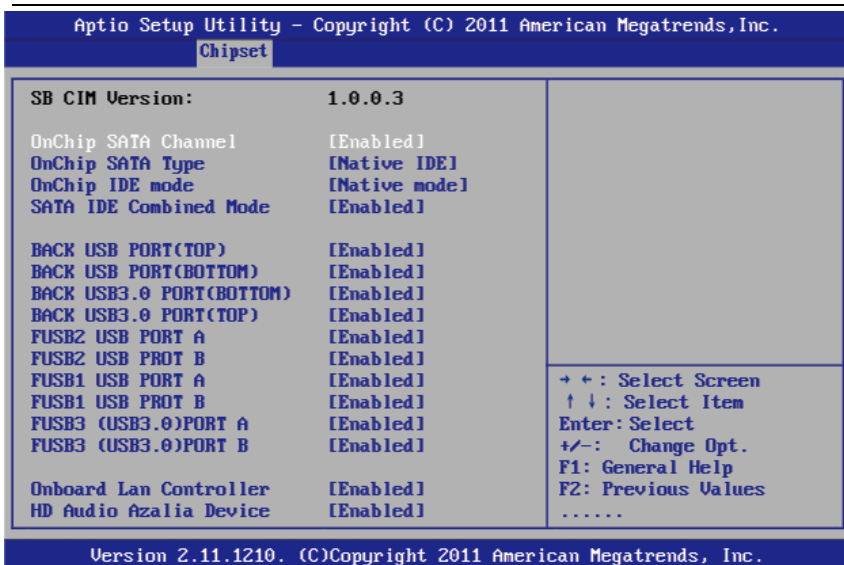 Aptio Setup Utility – Copyright (C) 2011 American Megatrends,Inc.
Chipset
SB CIM Version: 1.0.0.3
OnChip SATA Channel [Enabled]
OnChip SATA Type [Native IDE]
OnChip IDE mode [Native mode]
SATA IDE Combined Mode [Enabled]
BACK USB PORT(TOP) [Enabled]
BACK USB PORT(BOTTOM) [Enabled]
BACK USB3.0 PORT(BOTTOM) [Enabled]
BACK USB3.0 PORT(TOP) [Enabled]
FUSB2 USB PORT A [Enabled]
FUSB2 USB PROT B [Enabled]
FUSB1 USB PORT A [Enabled]
FUSB1 USB PROT B [Enabled]
FUSB3 (USB3.0)PORT A [Enabled]
FUSB3 (USB3.0)PORT B [Enabled]
Onboard Lan Controller [Enabled]
HD Audio Azalia Device [Enabled]
→ ←: Select Screen
↑ ↓: Select Item
Enter: Select
+/-: Change Opt.
F1: General Help
F2: Previous Values
......
Version 2.11.1210. (C)Copyright 2011 American Megatrends, Inc.